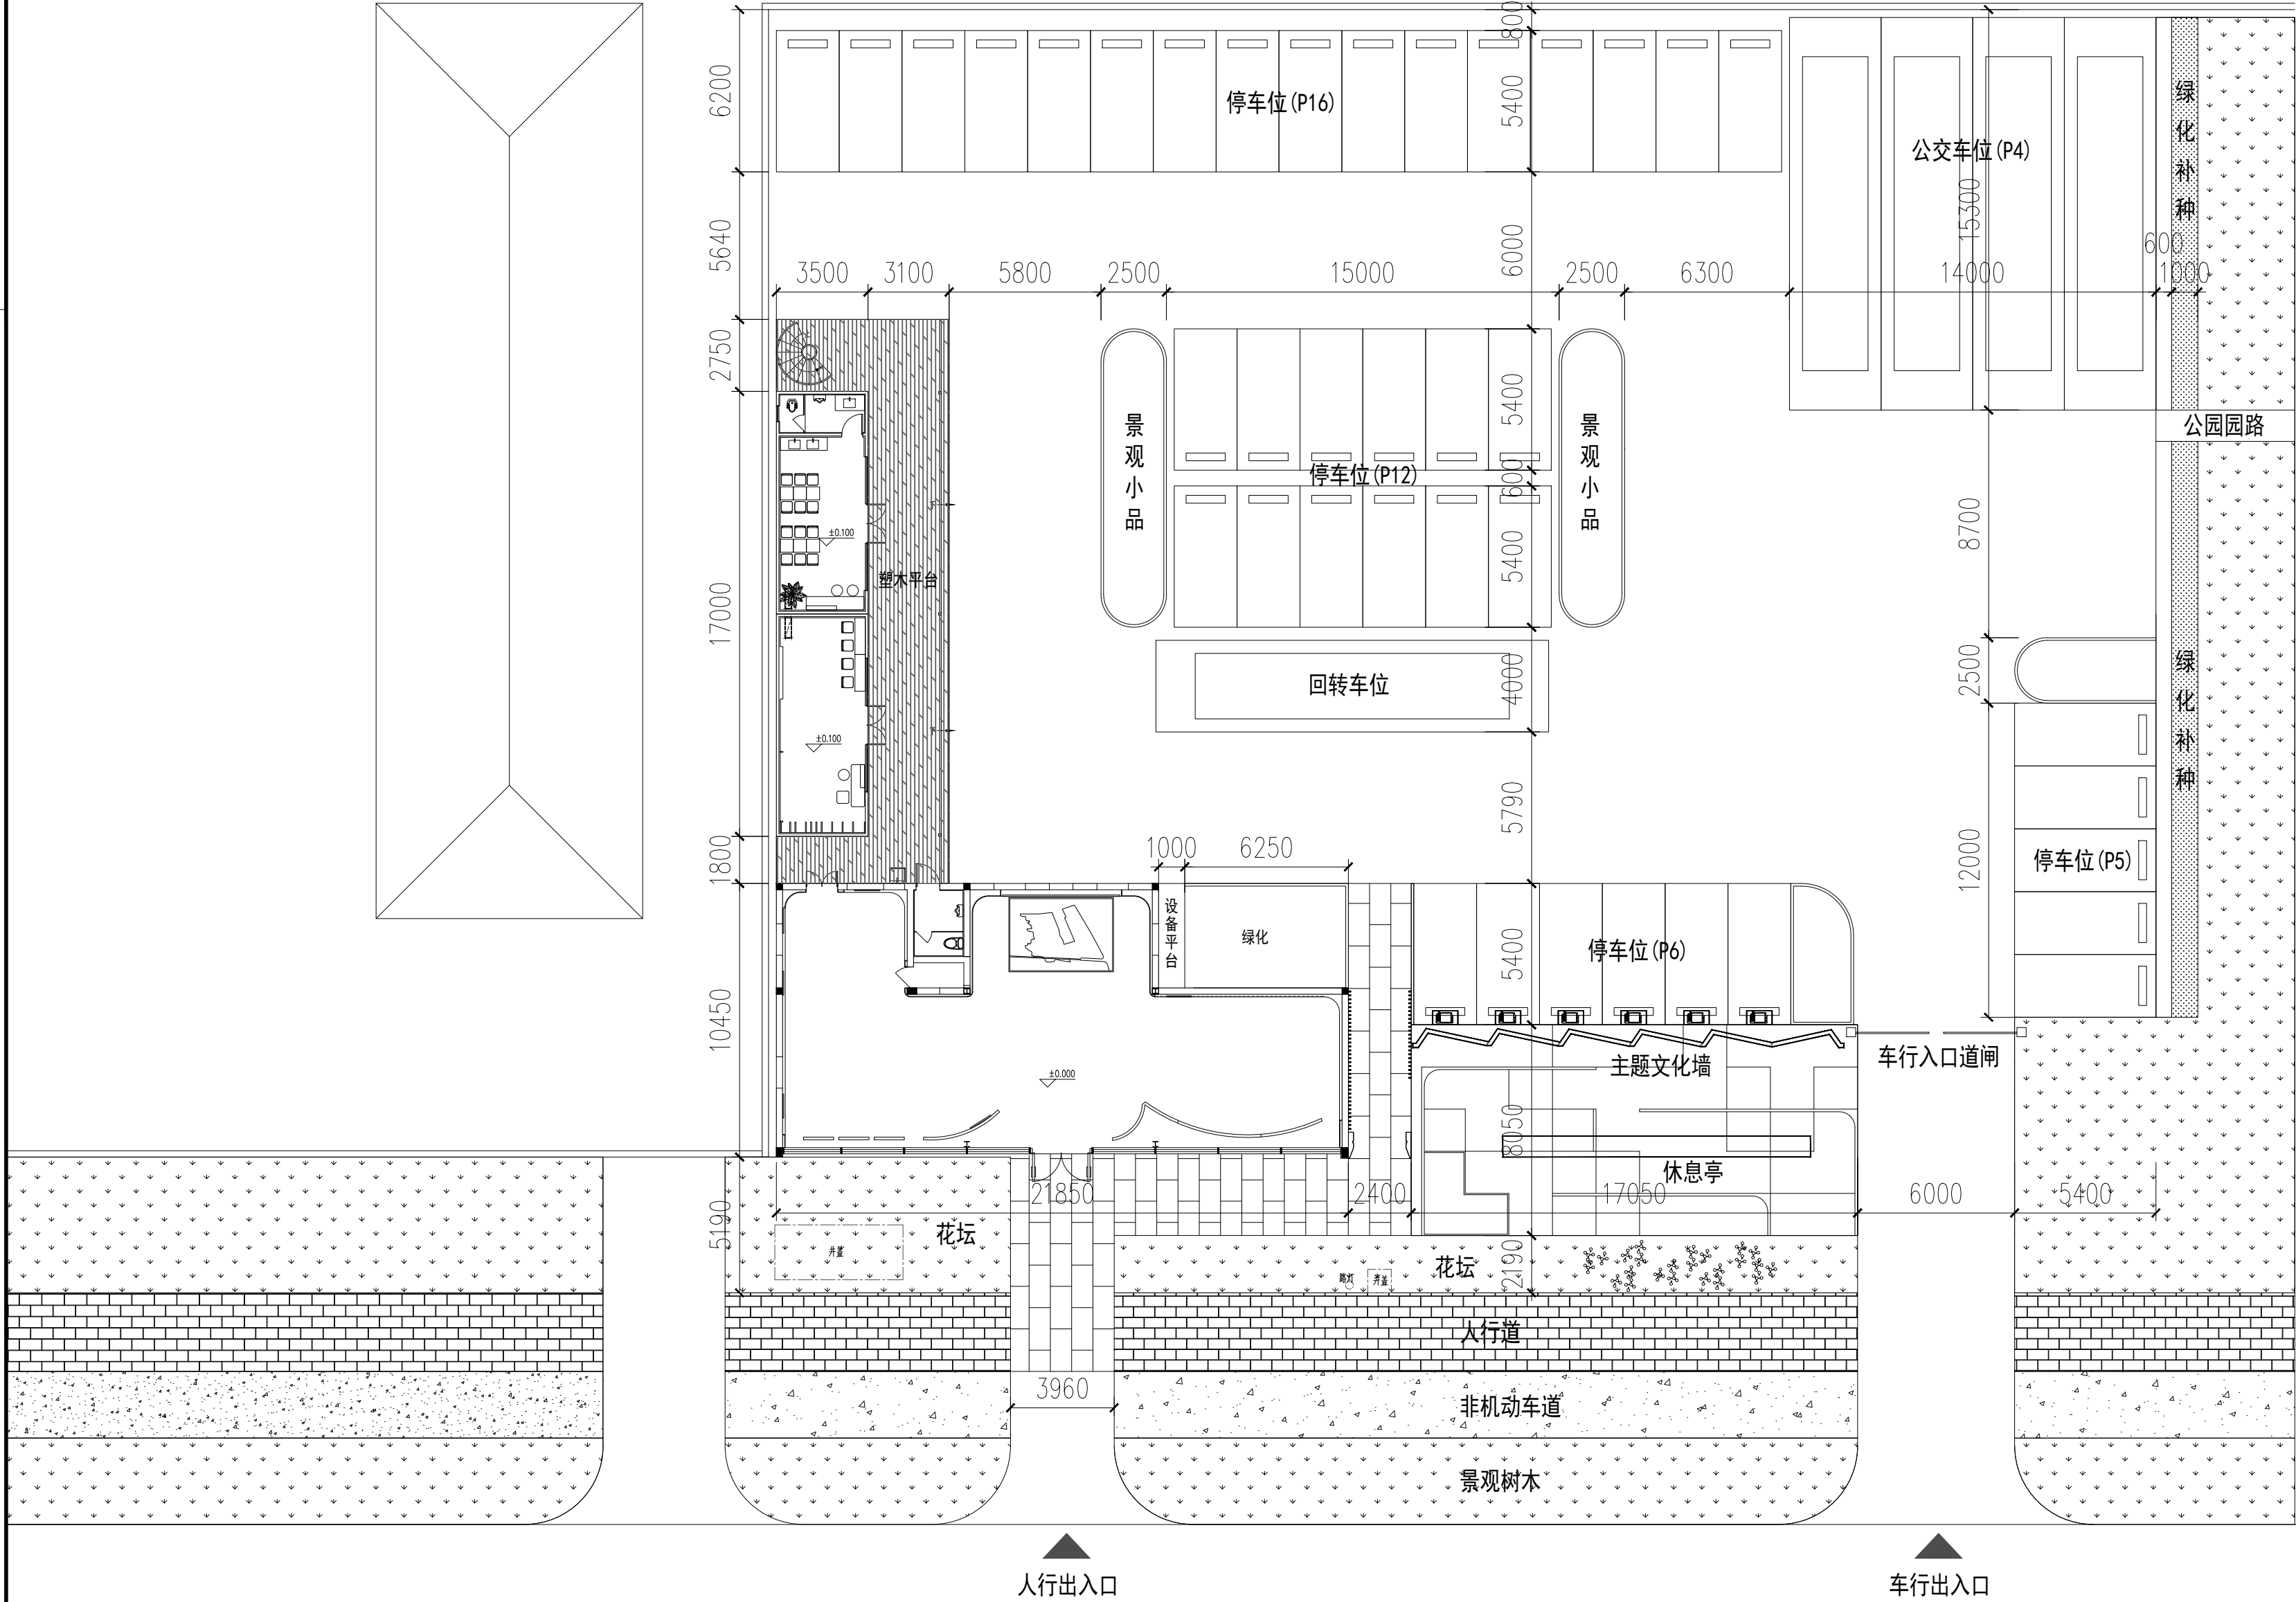 800
6200
5400
停车位(P16)
公交车位(P4)
15300
绿化补种
5640
6000
600
3500
3100
5800
2500
15000
2500
6300
14000
1000
2750
5400
景观小品
景观小品
公园园路
停车位(P12)
600
±0.100
塑木平台
5400
8700
17000
绿化补种
2500
回转车位
4000
±0.100
5790
1800
1000
6250
12000
停车位(P5)
设备平台
绿化
5400
停车位(P6)
10450
车行入口道闸
主题文化墙
±0.000
8050
休息亭
21850
2400
17050
6000
5400
5190
花坛
井盖
花坛
路灯
井盖
2190
人行道
3960
非机动车道
景观树木
人行出入口
车行出入口